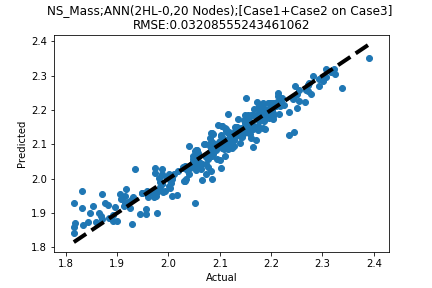 NS_Mass;ANN(2HL-0,20 Nodes);[Case1+Case2 on Case3]
RMSE:0.03208555243461062
2.4
2.3
2.2
2.1
2.0
1.9
1.8
Predicted
1.8 1.9 2.0 2.1 2.2 2.3 2.4
Actual